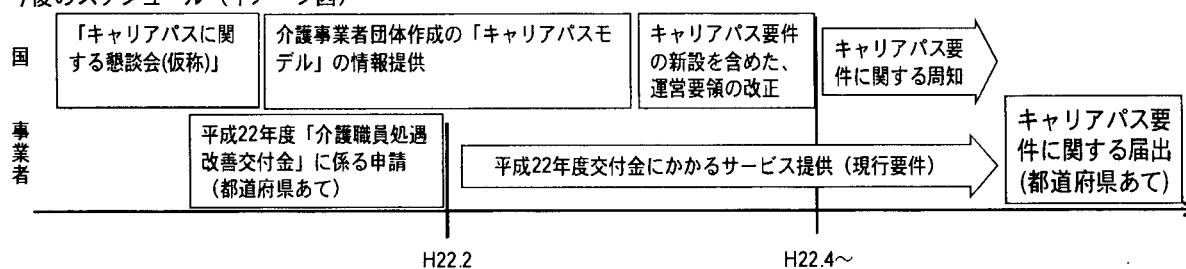 今後のスケジュール（イメージ図）
国
「キャリアパスに関
する懇談会(仮称)」
介護事業者団体作成の「キャリアパスモ
デル」の情報提供
キャリアパス要件
の新設を含めた、
運営要領の改正
キャリアパス要
件に関する周知
事業者
平成22年度「介護職員処遇
改善交付金」に係る申請
（都道府県あて）
平成22年度交付金にかかるサービス提供（現行要件）
キャリアパス要
件に関する届出
(都道府県あて)
H22.2
H22.4～